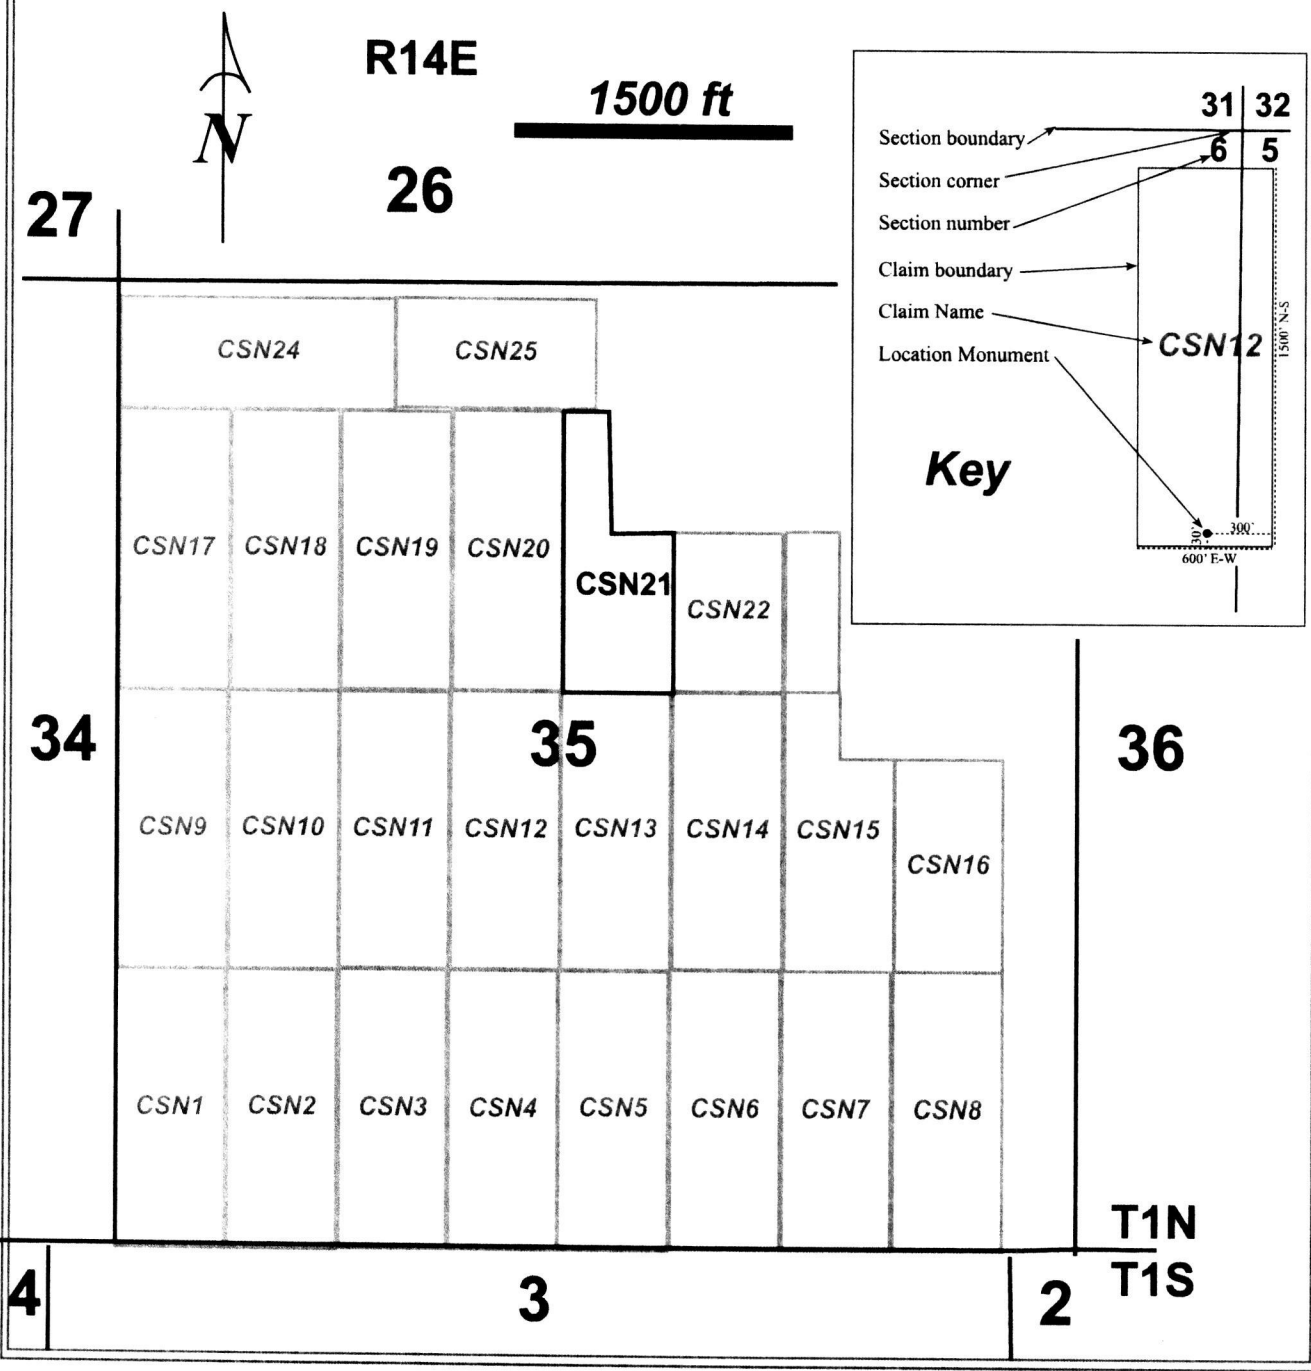 R14E
1500 ft
N
27
26
31 32
6 5
Section boundary
Section corner
Section number
Claim boundary
Claim Name
Location Monument
CSN12
1500' N-S
Key
30'
300'
600' E-W
CSN24 CSN25
CSN17 CSN18 CSN19 CSN20 CSN21 CSN22
34 35 36
CSN9 CSN10 CSN11 CSN12 CSN13 CSN14 CSN15 CSN16
CSN1 CSN2 CSN3 CSN4 CSN5 CSN6 CSN7 CSN8
T1N
T1S
4 3 2